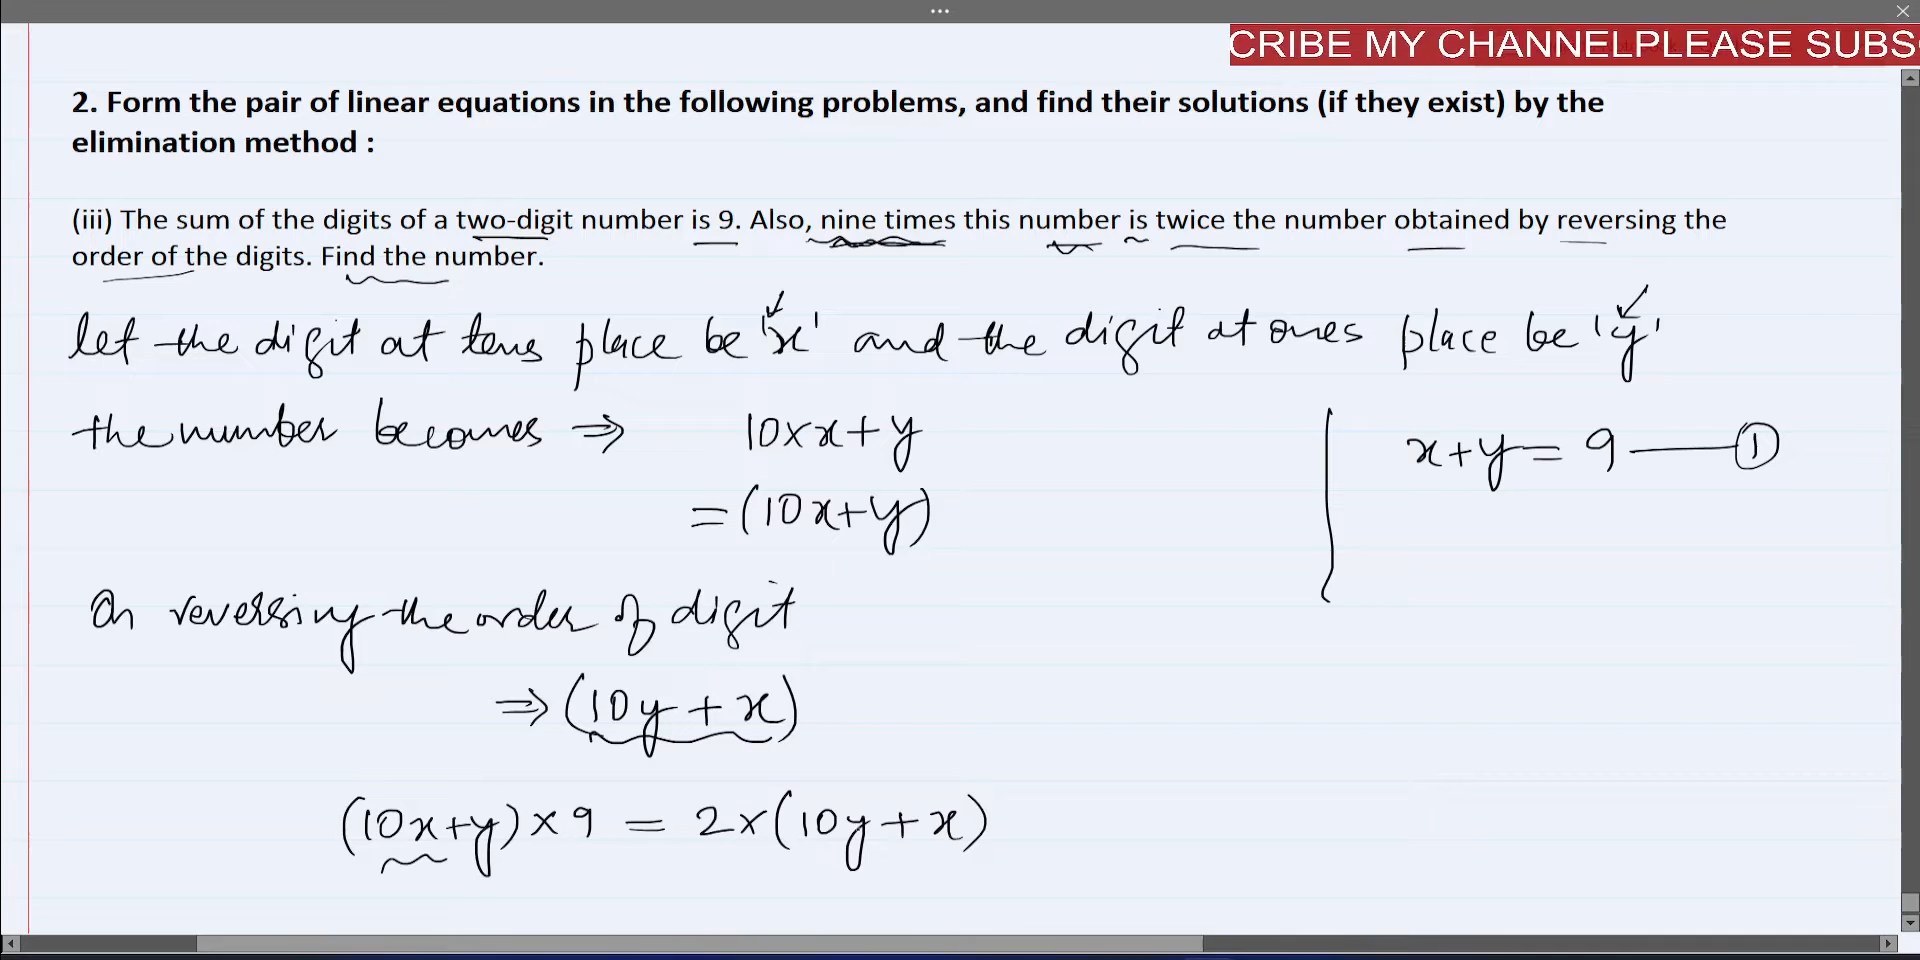 CRIBE MY CHANNELPLEASE SUBS
2. Form the pair of linear equations in the following problems, and find their solutions (if they exist) by the
elimination method :
(iii) The sum of the digits of a two-digit number is 9. Also, nine times this number is twice the number obtained by reversing the
order of the digits. Find the number.
let the digit at tens place be 'x' and the digit at ones place be 'y'
the number becomes ⇒ 10×x+y
x+y= 9 —— ①
=(10x+y)
On reversing the order of digit
⇒ (10y + x)
(10x+y) × 9 = 2×(10y+x)